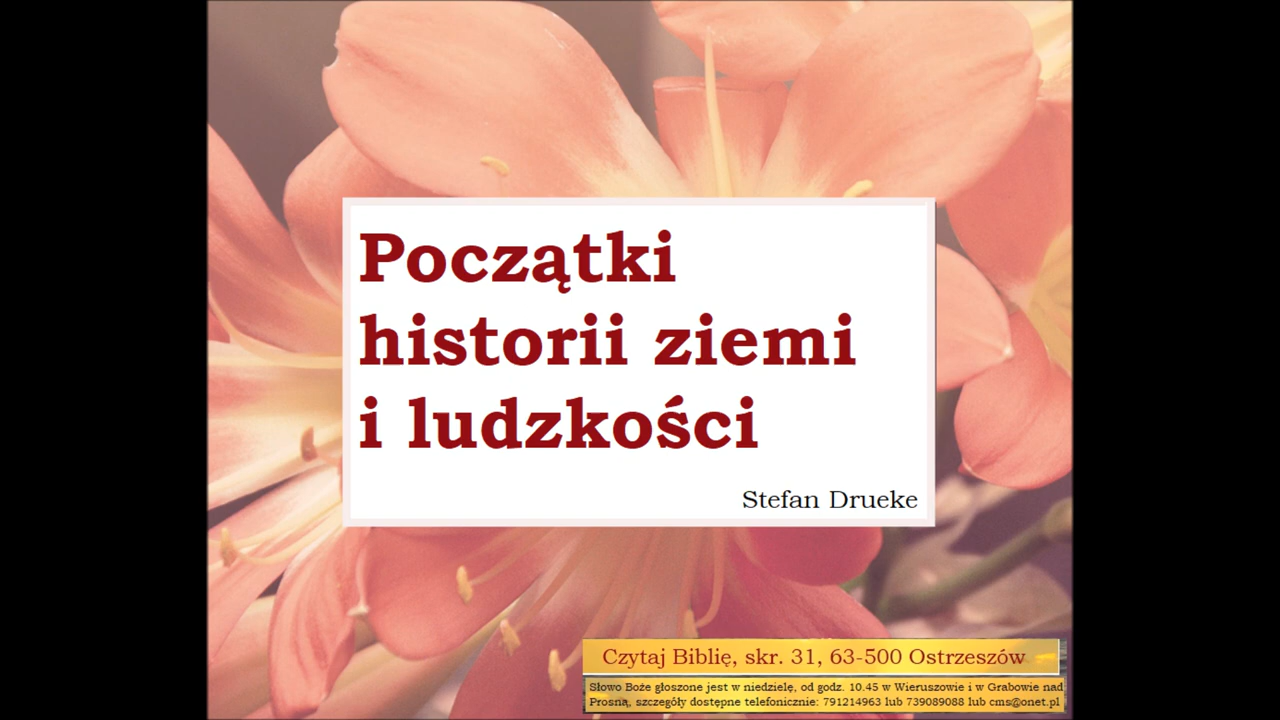 Początki
historii ziemi
i ludzkości
Stefan Drueke
Czytaj Biblię, skr. 31, 63-500 Ostrzeszów
Słowo Boże głoszone jest w niedzielę, od godz. 10.45 w Wieruszowie i w Grabowie nad
Prosną, szczegóły dostępne telefonicznie: 791214963 lub 739089088 lub cms@onet.pl